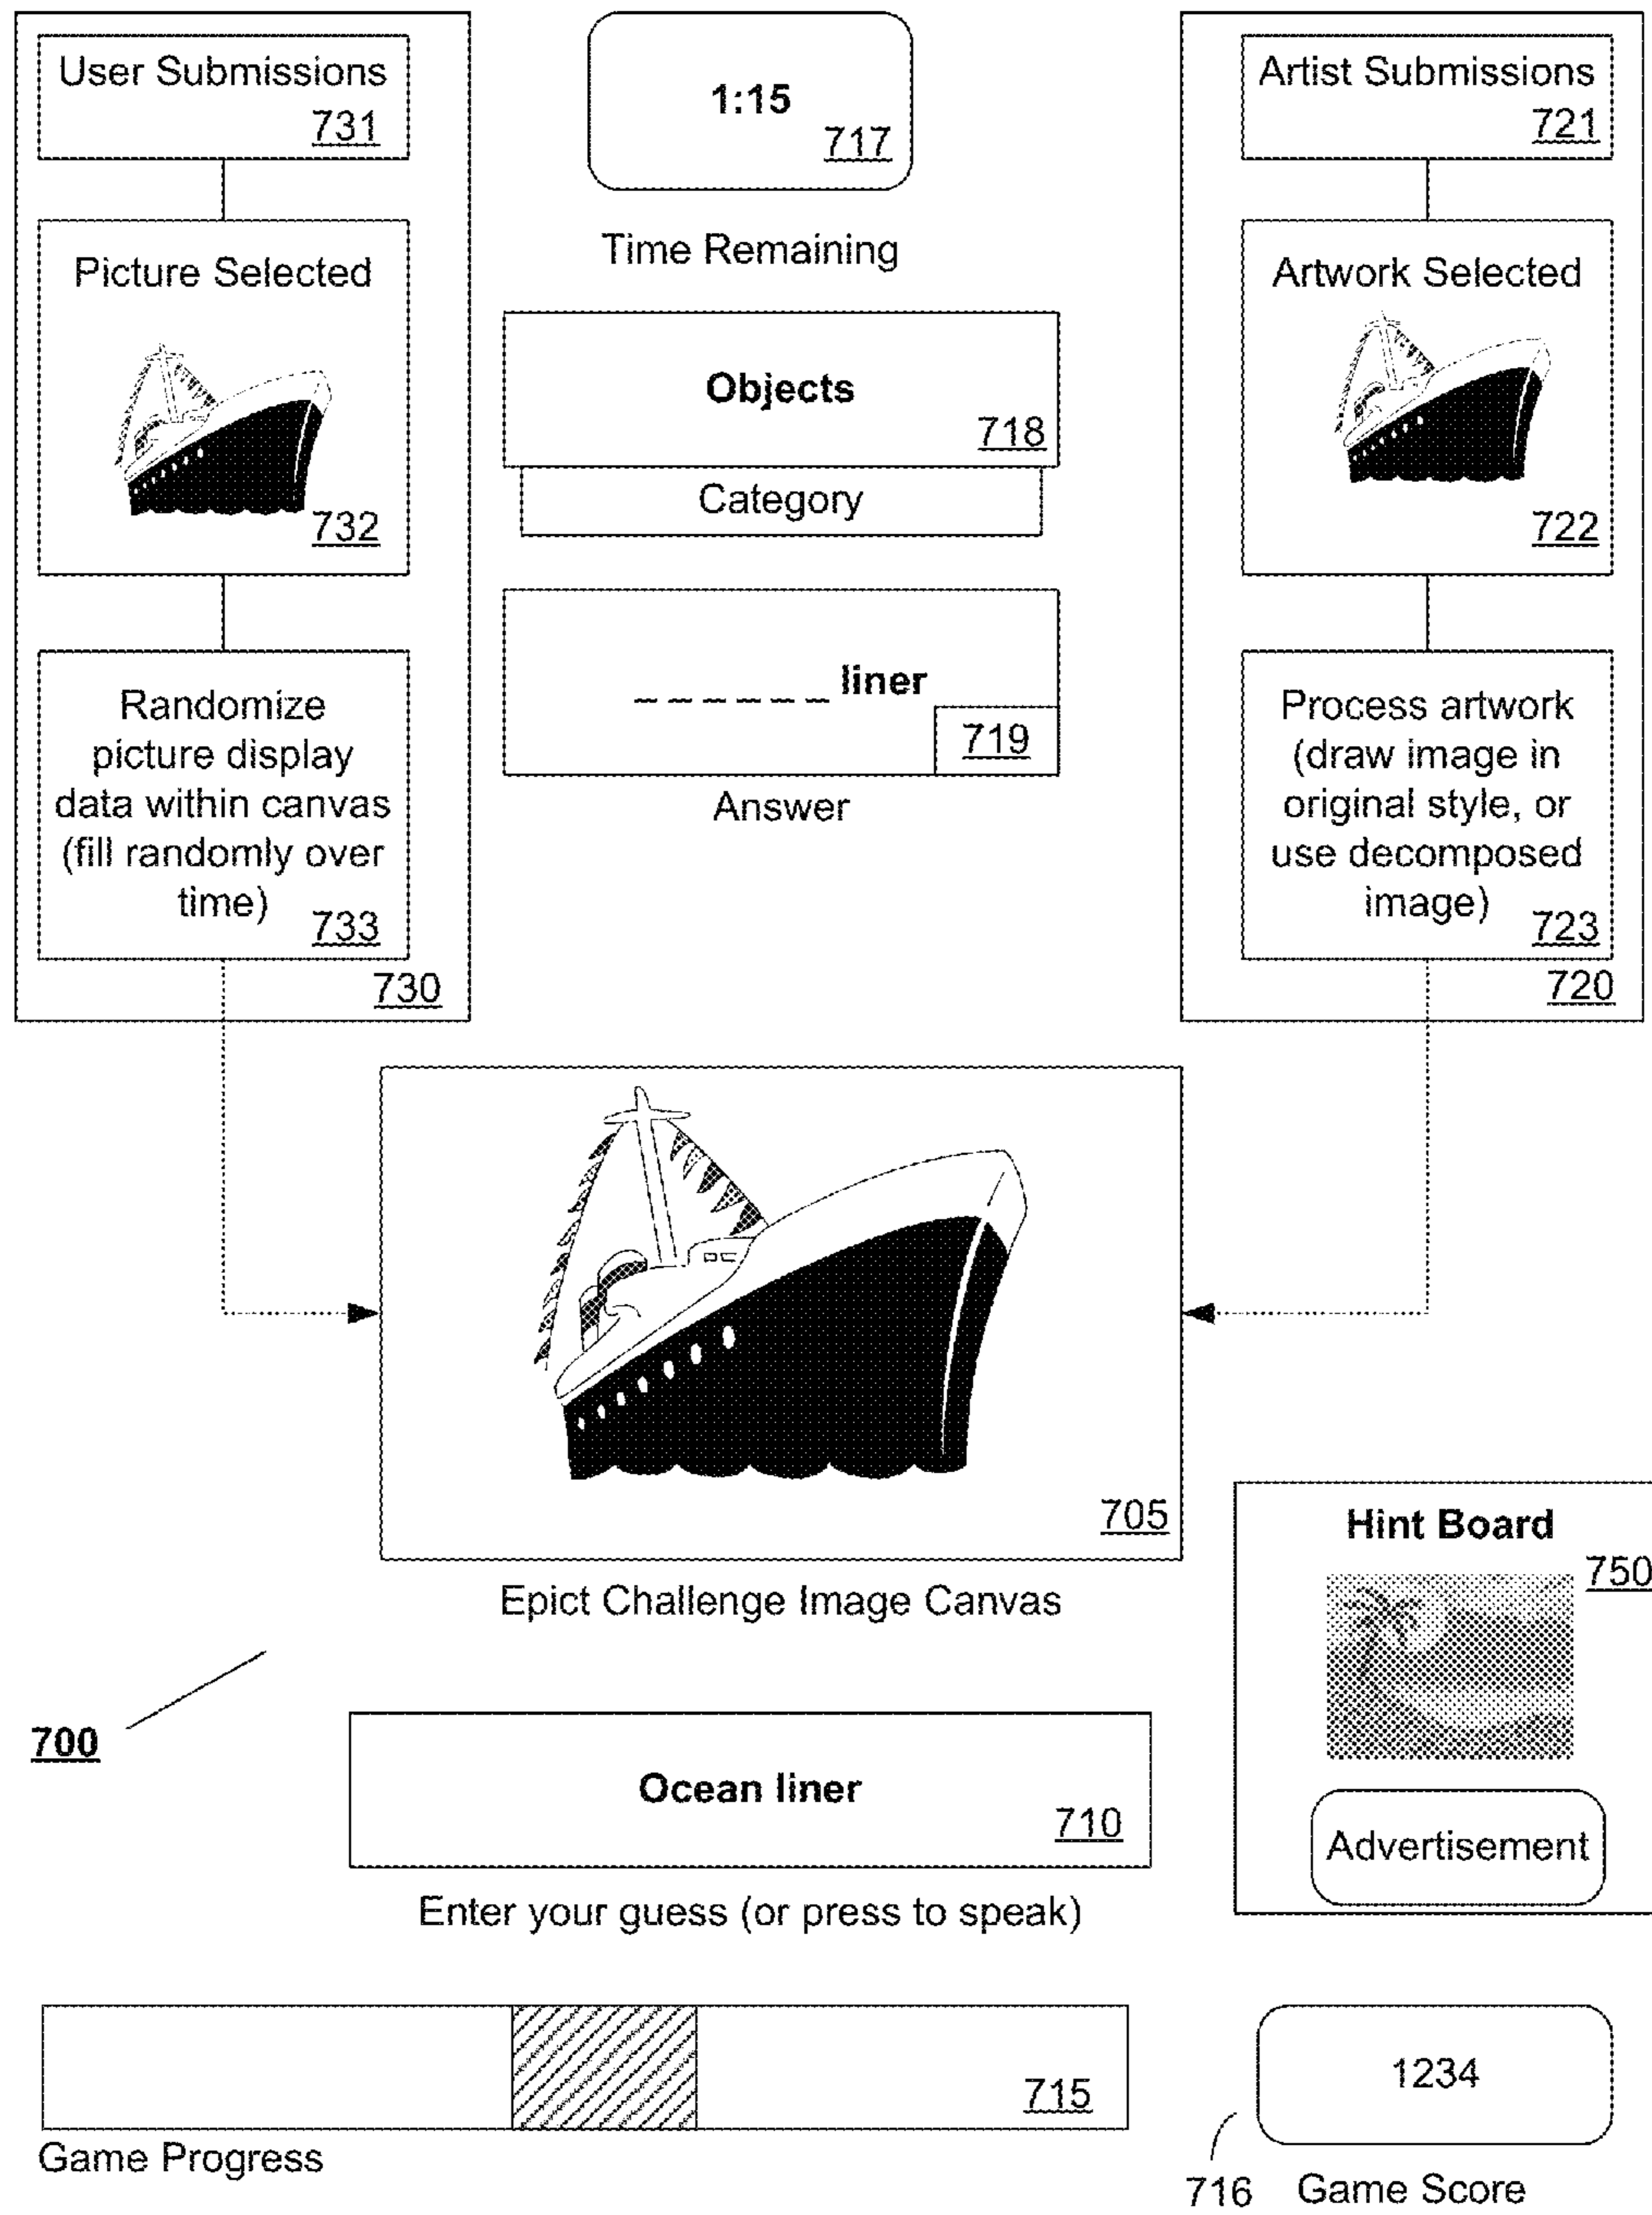 User Submissions
731
Picture Selected
732
Randomize
picture display
data within canvas
(fill randomly over
time)
733
730
1:15
717
Time Remaining
Objects
718
Category
_ _ _ _ _ _ liner
719
Answer
Artist Submissions
721
Artwork Selected
722
Process artwork
(draw image in
original style, or
use decomposed
image)
723
720
705
Epict Challenge Image Canvas
Hint Board
750
Advertisement
700
Ocean liner
710
Enter your guess (or press to speak)
715
Game Progress
1234
716
Game Score